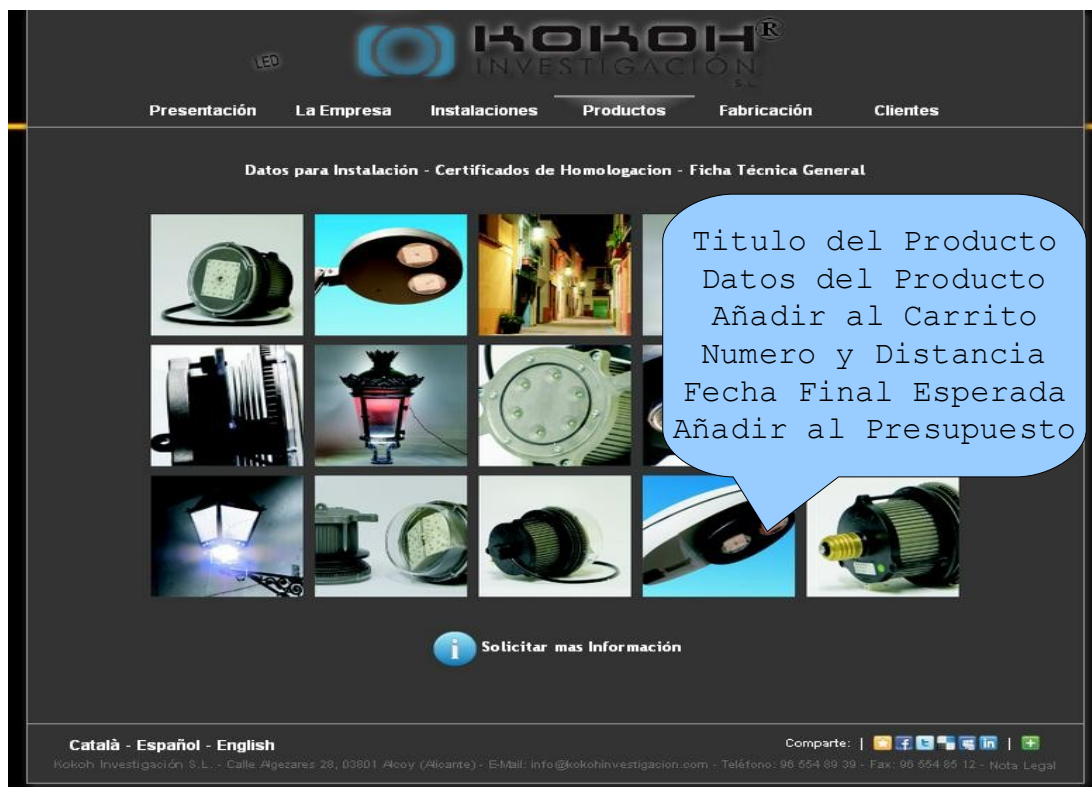 LED
KOKOH®
INVESTIGACIÓN
S.L.
Presentación La Empresa Instalaciones Productos Fabricación Clientes
Datos para Instalación - Certificados de Homologacion - Ficha Técnica General
Titulo del Producto
Datos del Producto
Añadir al Carrito
Numero y Distancia
Fecha Final Esperada
Añadir al Presupuesto
i Solicitar mas Información
Català - Español - English
Comparte: | |
Kokoh Investigación S.L. - Calle Algezares 28, 03801 Alcoy (Alicante) - E-Mail: info@kokohinvestigacion.com - Teléfono: 96 554 89 39 - Fax: 96 554 85 12 - Nota Legal